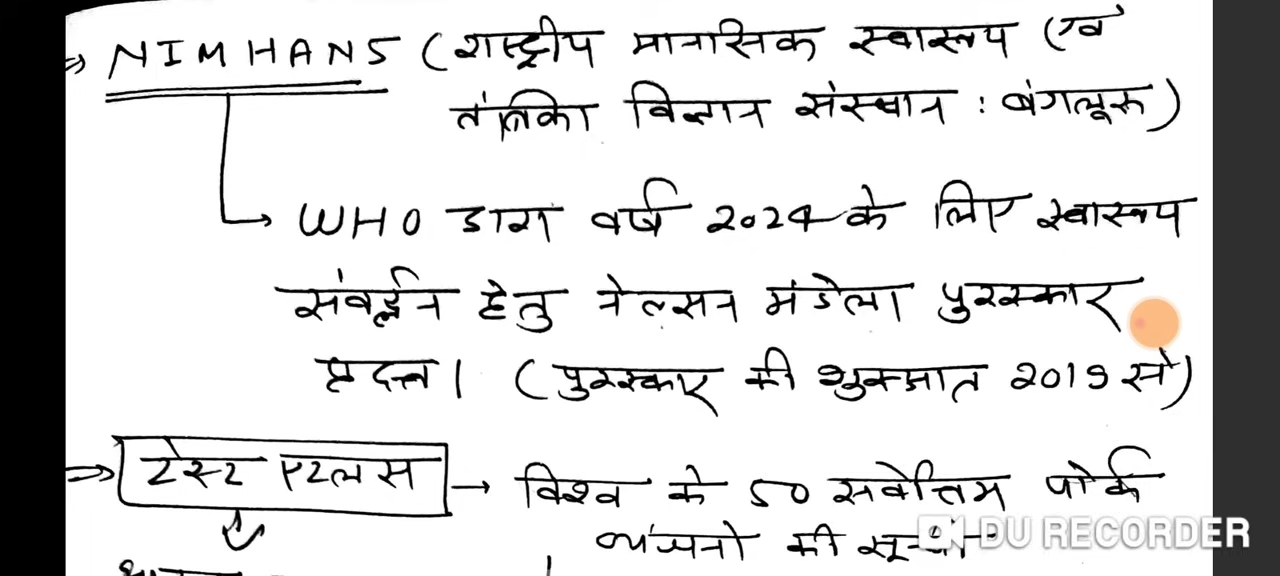 ⇒ NIMHANS (राष्ट्रीय मानसिक स्वास्थ्य (एवं
तंत्रिका विज्ञान संस्थान : बंगलूरू)
→ WHO द्वारा वर्ष 2024 के लिए स्वास्थ्य
संवर्द्धन हेतु नेल्सन मंडेला पुरस्कार
प्रदत्त। (पुरस्कार की शुरुआत 2019 से)
⇒ टेस्ट एटलस → विश्व के 50 सर्वोत्तम पोर्क
व्यंजनो की सूची
DU RECORDER